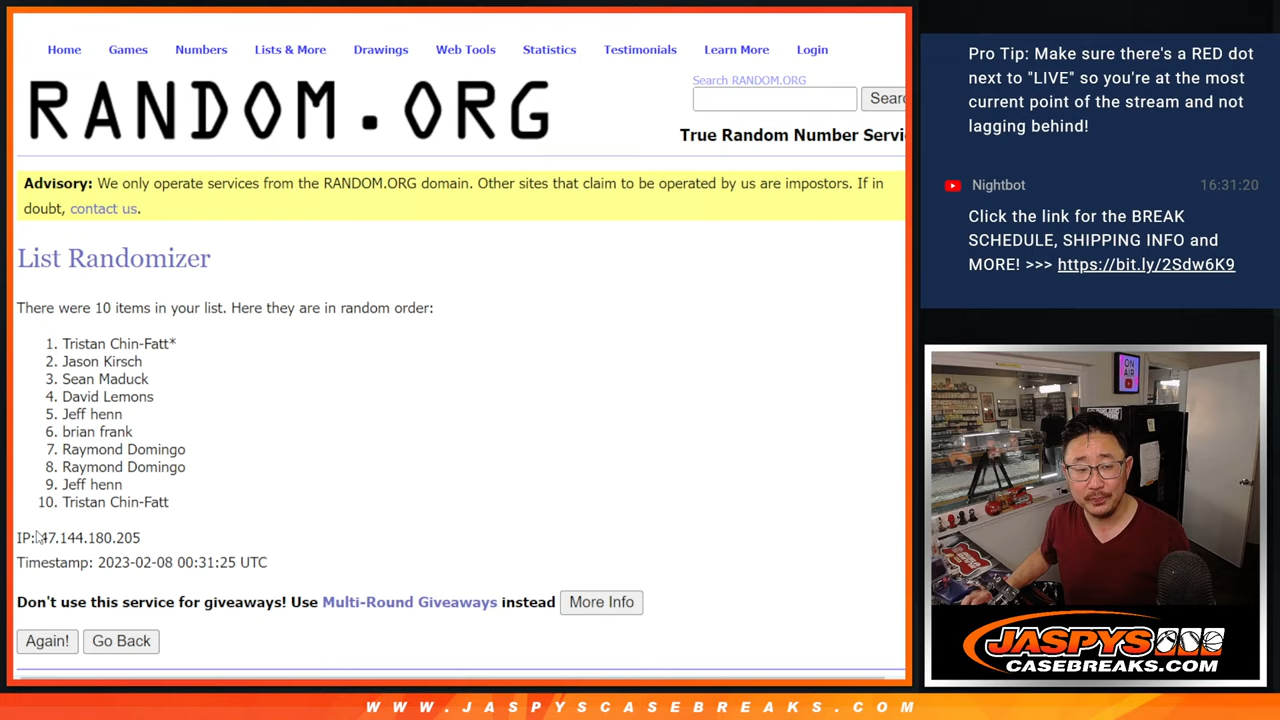 Home Games Numbers Lists & More Drawings Web Tools Statistics Testimonials Learn More Login
RANDOM.ORG
Search RANDOM.ORG
Searc
True Random Number Servi
Advisory: We only operate services from the RANDOM.ORG domain. Other sites that claim to be operated by us are impostors. If in
doubt, contact us.
List Randomizer
There were 10 items in your list. Here they are in random order:
1. Tristan Chin-Fatt*
2. Jason Kirsch
3. Sean Maduck
4. David Lemons
5. Jeff henn
6. brian frank
7. Raymond Domingo
8. Raymond Domingo
9. Jeff henn
10. Tristan Chin-Fatt
IP: 47.144.180.205
Timestamp: 2023-02-08 00:31:25 UTC
Don't use this service for giveaways! Use Multi-Round Giveaways instead More Info
Again! Go Back
Pro Tip: Make sure there's a RED dot
next to "LIVE" so you're at the most
current point of the stream and not
lagging behind!
Nightbot 16:31:20
Click the link for the BREAK
SCHEDULE, SHIPPING INFO and
MORE! >>> https://bit.ly/2Sdw6K9
ON
AIR
JASPYS
CASEBREAKS.COM
WWW.JASPYSCASEBREAKS.COM